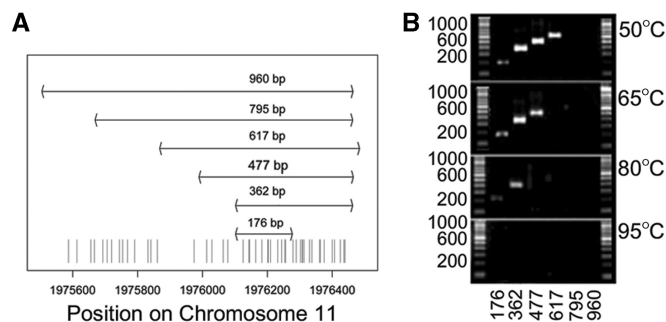 A
960 bp
795 bp
617 bp
477 bp
362 bp
176 bp
1975600 1975800 1976000 1976200 1976400
Position on Chromosome 11
B
1000
600
200
50°C
1000
600
200
65°C
1000
600
200
80°C
1000
600
200
95°C
176 362 477 617 795 960